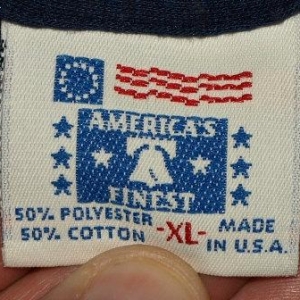 AMERICA'S
FINEST
50% POLYESTER
50% COTTON
-XL-
MADE
IN U.S.A.